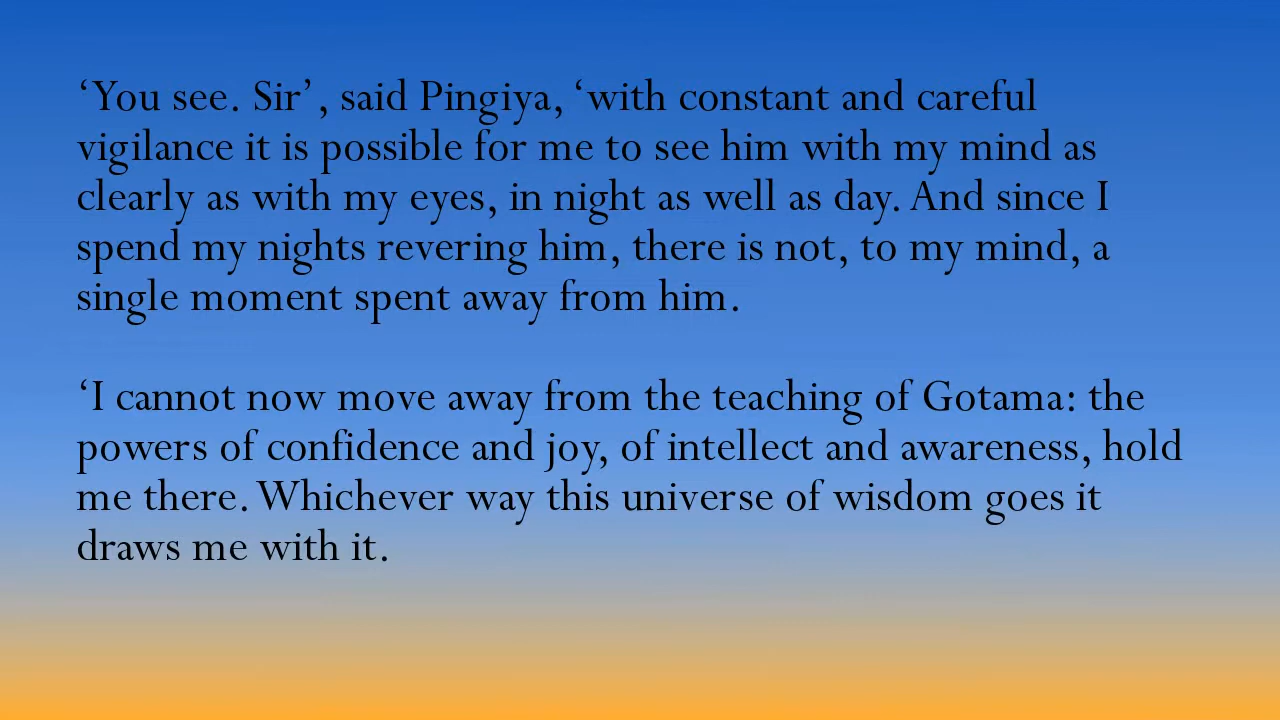 ‘You see. Sir’, said Pingiya, ‘with constant and careful
vigilance it is possible for me to see him with my mind as
clearly as with my eyes, in night as well as day. And since I
spend my nights revering him, there is not, to my mind, a
single moment spent away from him.
‘I cannot now move away from the teaching of Gotama: the
powers of confidence and joy, of intellect and awareness, hold
me there. Whichever way this universe of wisdom goes it
draws me with it.